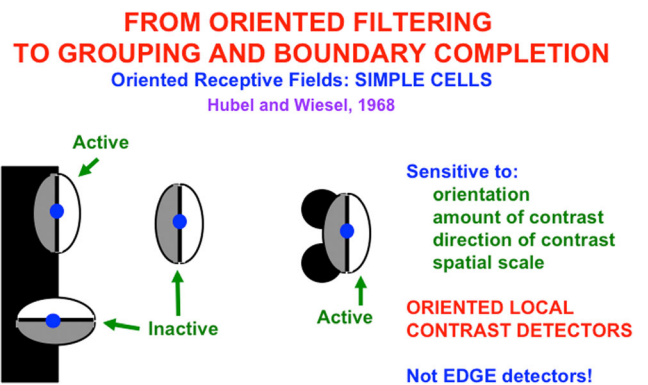 FROM ORIENTED FILTERING
TO GROUPING AND BOUNDARY COMPLETION
Oriented Receptive Fields: SIMPLE CELLS
Hubel and Wiesel, 1968
Active
Inactive
Active
Sensitive to:
orientation
amount of contrast
direction of contrast
spatial scale
ORIENTED LOCAL
CONTRAST DETECTORS
Not EDGE detectors!